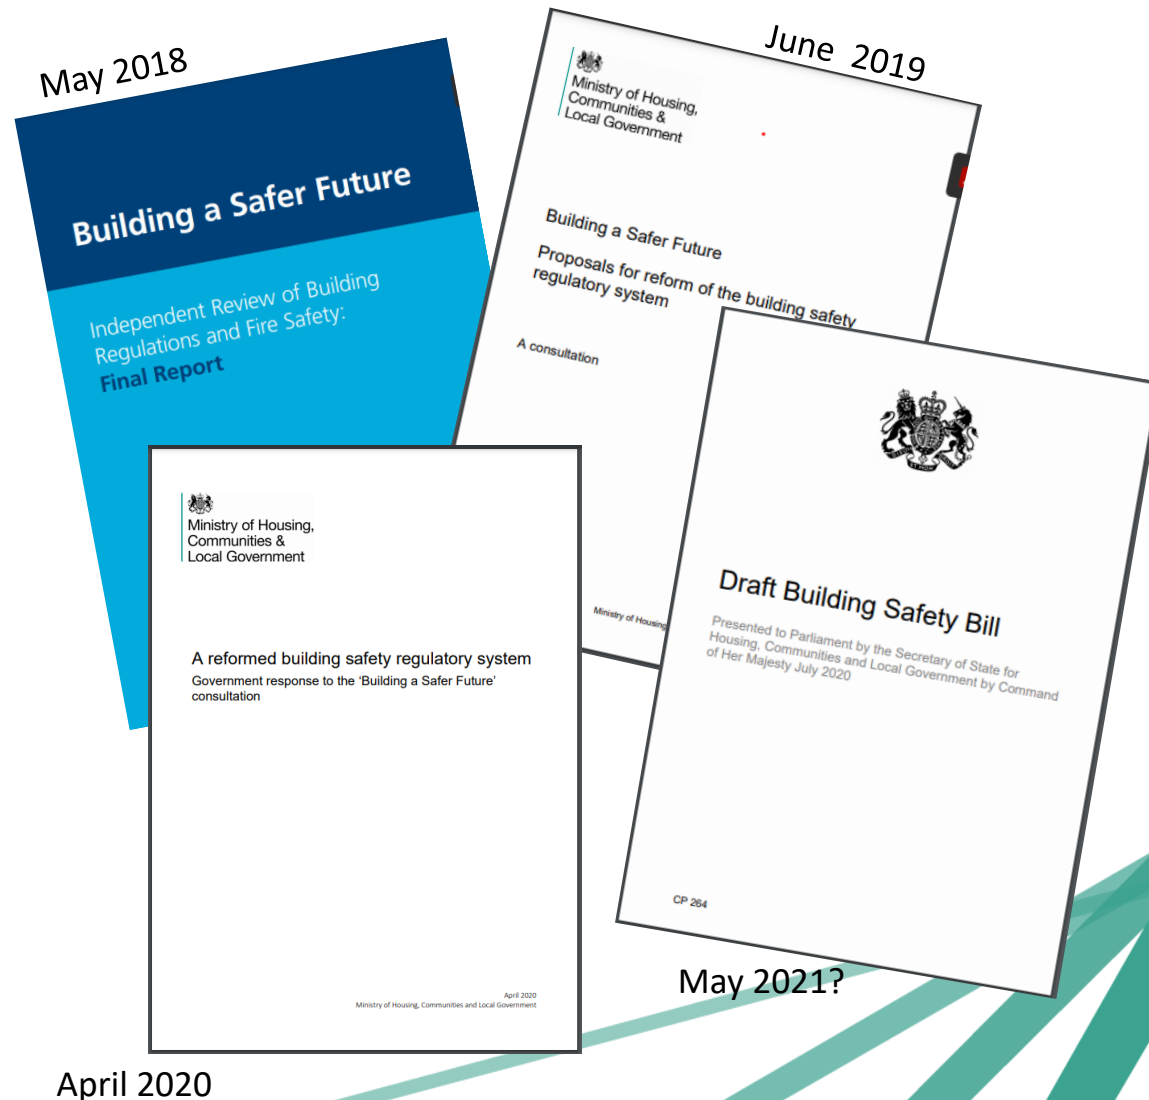 May 2018
Building a Safer Future
Independent Review of Building
Regulations and Fire Safety:
Final Report
June 2019
Ministry of Housing,
Communities &
Local Government
Building a Safer Future
Proposals for reform of the building safety
regulatory system
A consultation
Ministry of Housing
Ministry of Housing,
Communities &
Local Government
A reformed building safety regulatory system
Government response to the ‘Building a Safer Future’
consultation
April 2020
Ministry of Housing, Communities and Local Government
April 2020
Draft Building Safety Bill
Presented to Parliament by the Secretary of State for
Housing, Communities and Local Government by Command
of Her Majesty July 2020
CP 264
May 2021?